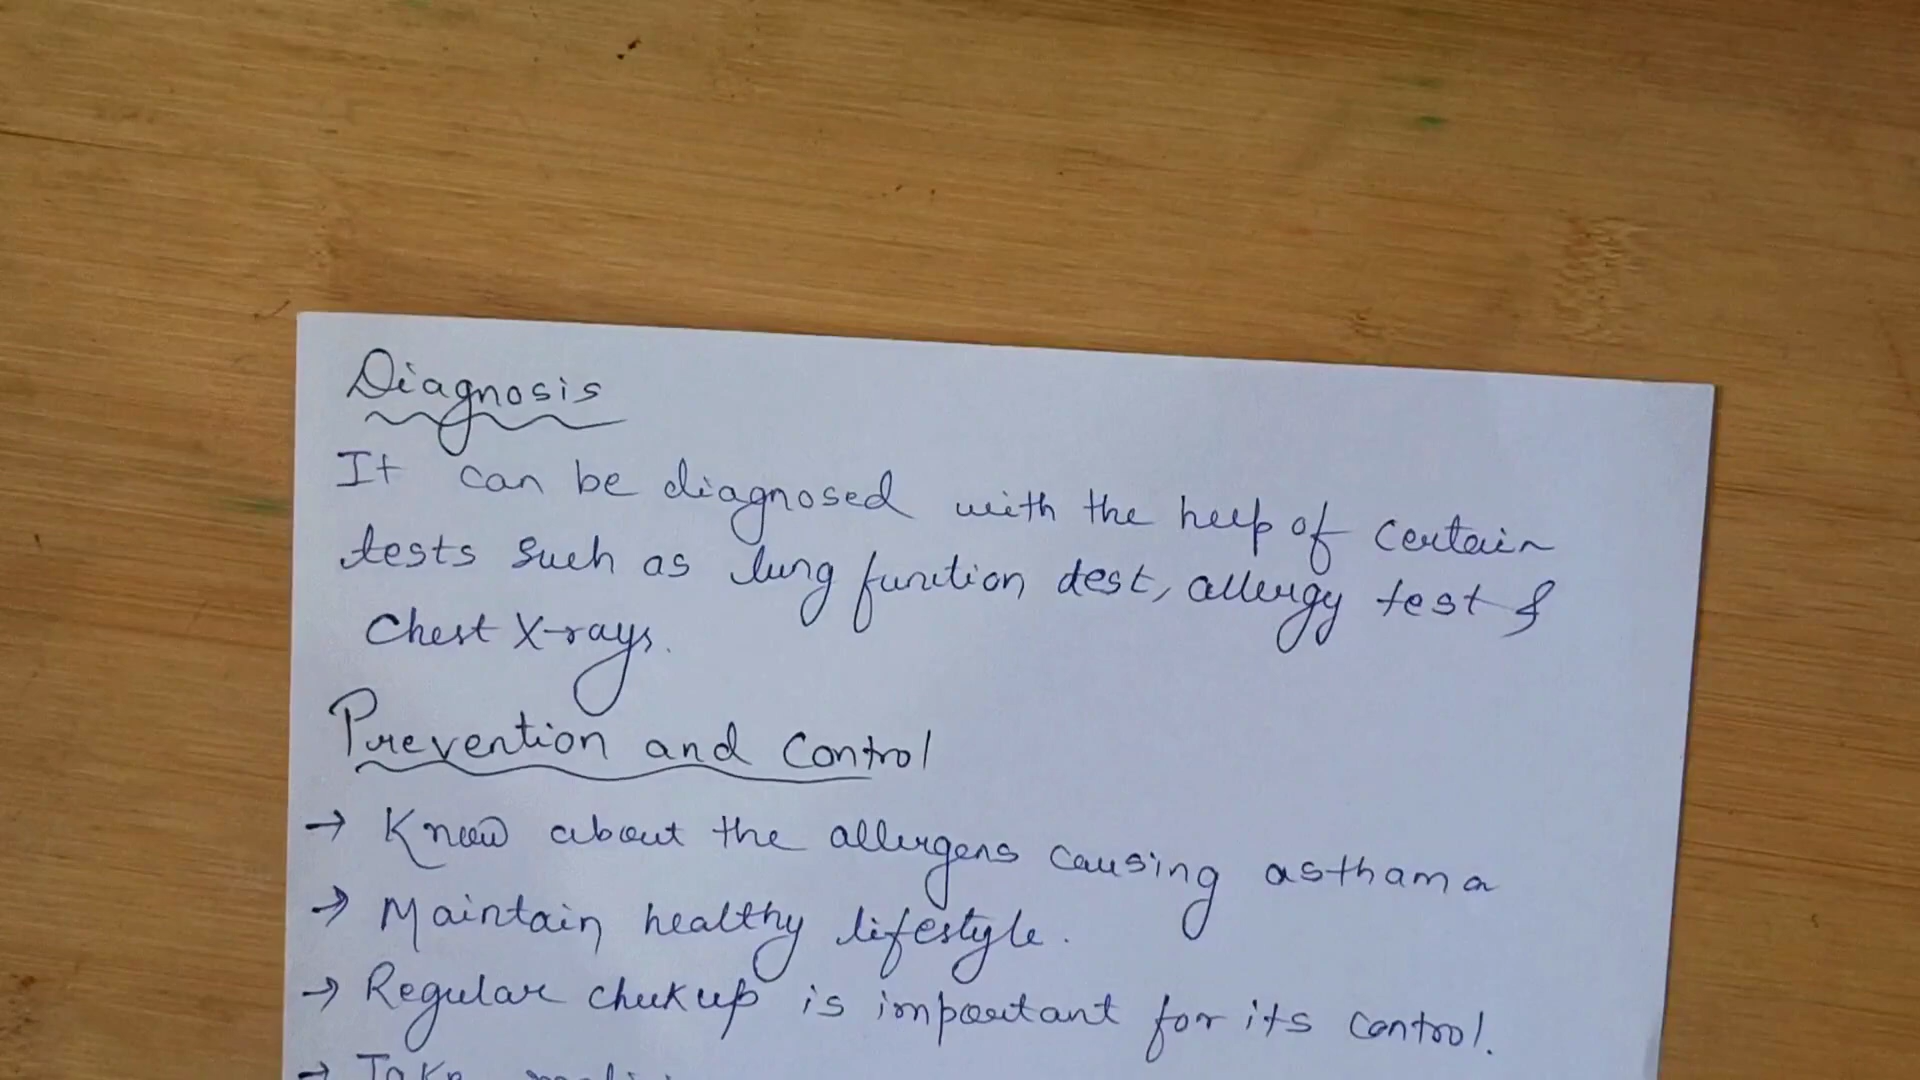 Diagnosis
It can be diagnosed with the help of certain
tests such as lung function test, allergy test &
Chest X-rays.
Prevention and Control
→ Know about the allergens causing asthama
→ Maintain healthy lifestyle.
→ Regular checkup is important for its control.
→ Take